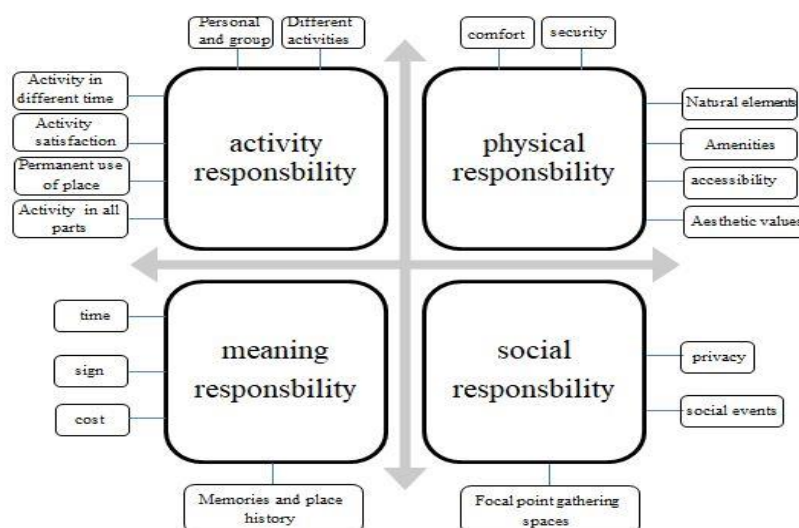 Personal
and group
Different
activities
comfort
security
Activity in
different time
Activity
satisfaction
Permanent use
of place
Activity in all
parts
activity
responsbility
physical
responsbility
Natural elements
Amenities
accessibility
Aesthetic values
time
sign
cost
meaning
responsbility
social
responsbility
privacy
social events
Memories and place
history
Focal point gathering
spaces